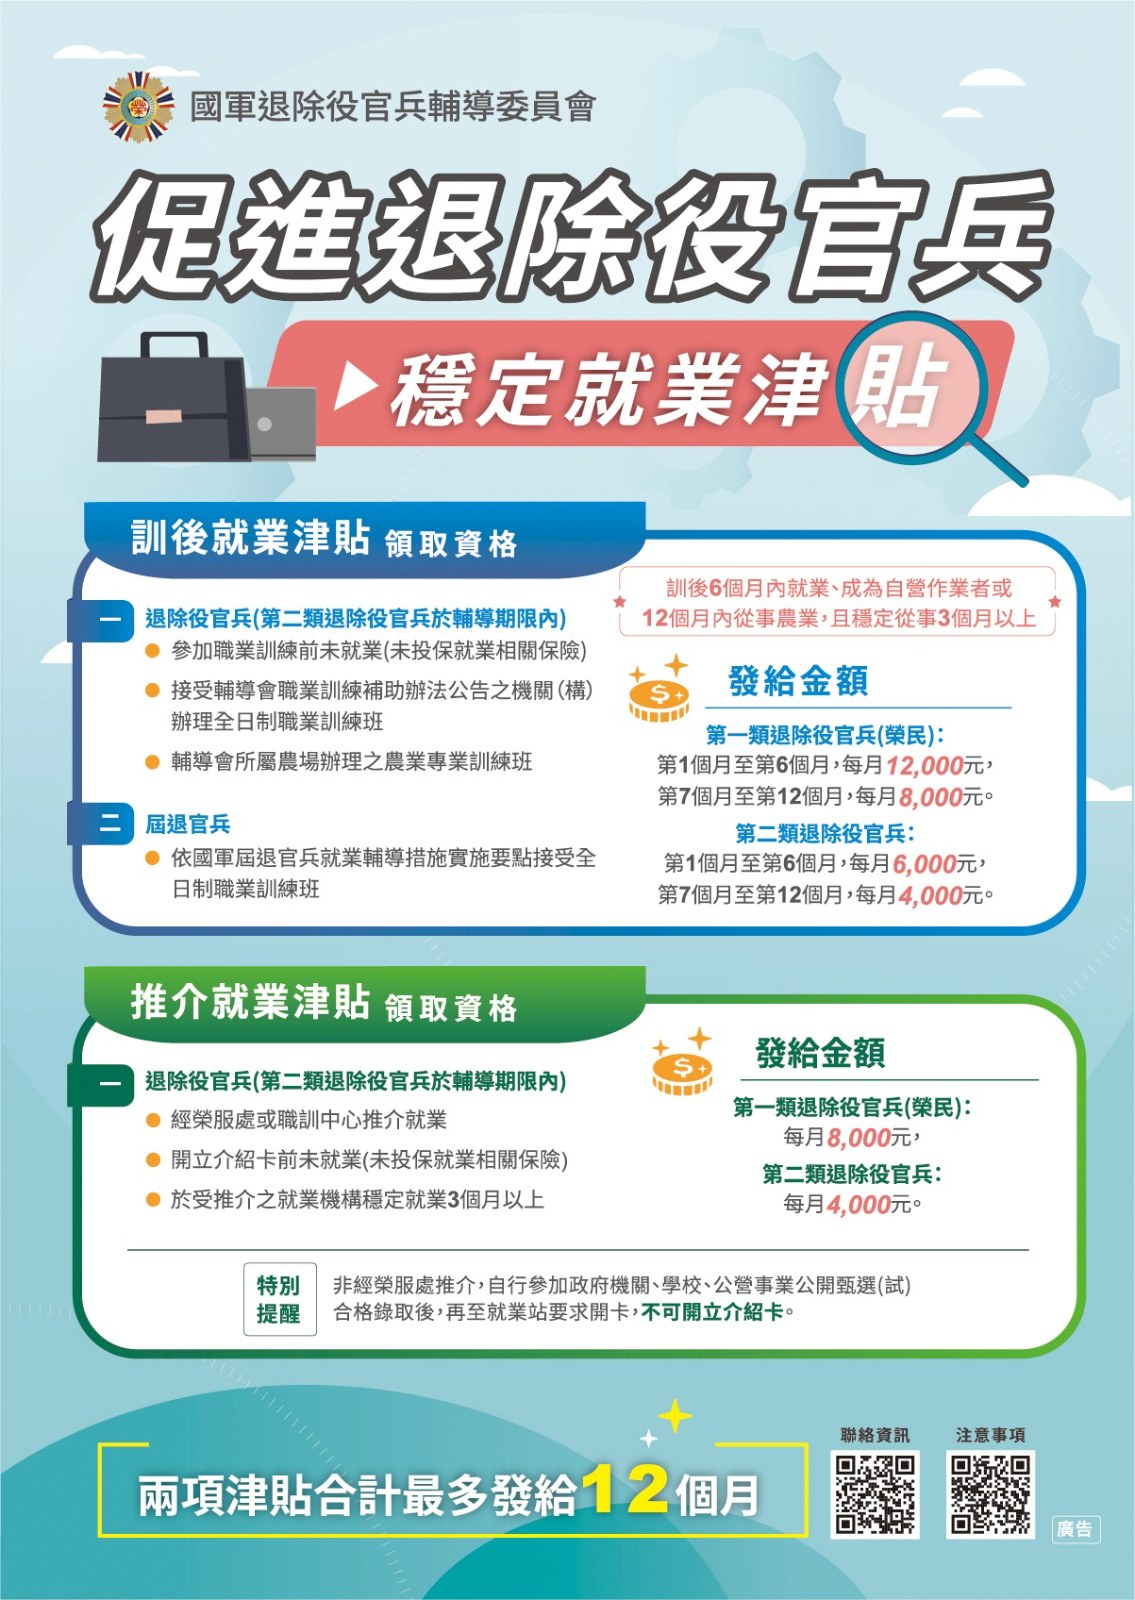 國軍退除役官兵輔導委員會
促進退除役官兵
穩定就業津貼
訓後就業津貼 領取資格
訓後6個月內就業、成為自營作業者或
12個月內從事農業,且穩定從事3個月以上
一
退除役官兵(第二類退除役官兵於輔導期限內)
參加職業訓練前未就業(未投保就業相關保險)
接受輔導會職業訓練補助辦法公告之機關(構)
辦理全日制職業訓練班
輔導會所屬農場辦理之農業專業訓練班
二
屆退官兵
依國軍屆退官兵就業輔導措施實施要點接受全
日制職業訓練班
發給金額
第一類退除役官兵(榮民):
第1個月至第6個月,每月12,000元,
第7個月至第12個月,每月8,000元。
第二類退除役官兵:
第1個月至第6個月,每月6,000元,
第7個月至第12個月,每月4,000元。
推介就業津貼 領取資格
一
退除役官兵(第二類退除役官兵於輔導期限內)
經榮服處或職訓中心推介就業
開立介紹卡前未就業(未投保就業相關保險)
於受推介之就業機構穩定就業3個月以上
發給金額
第一類退除役官兵(榮民):
每月8,000元,
第二類退除役官兵:
每月4,000元。
特別
提醒
非經榮服處推介,自行參加政府機關、學校、公營事業公開甄選(試)
合格錄取後,再至就業站要求開卡,不可開立介紹卡。
兩項津貼合計最多發給12個月
聯絡資訊
注意事項
廣告